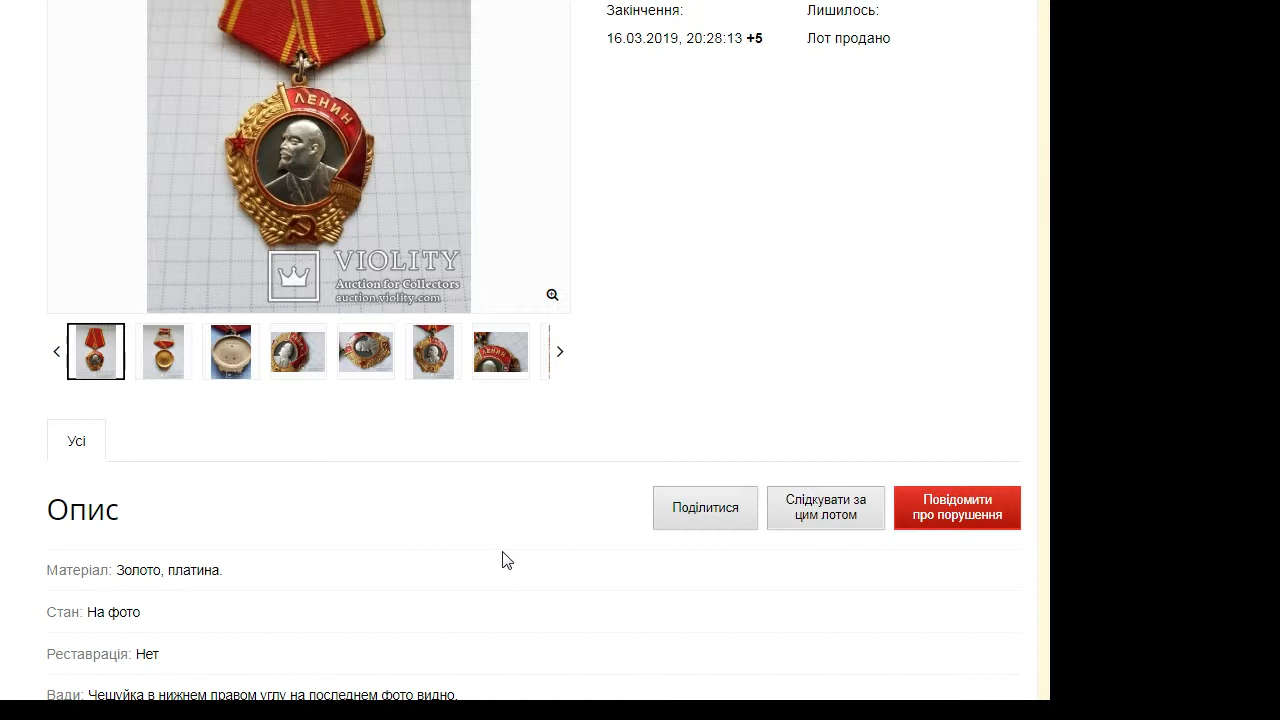 Закінчення:
Лишилось:
16.03.2019, 20:28:13 +5
Лот продано
ЛЕНИН
VIOLITY
Auction for Collectors
auction.violity.com
ЛЕНИН
Усі
Опис
Поділитися
Слідкувати за
цим лотом
Повідомити
про порушення
Матеріал: Золото, платина.
Стан: На фото
Реставрація: Нет
Вади: Чешуйка в нижнем правом углу на последнем фото видно.